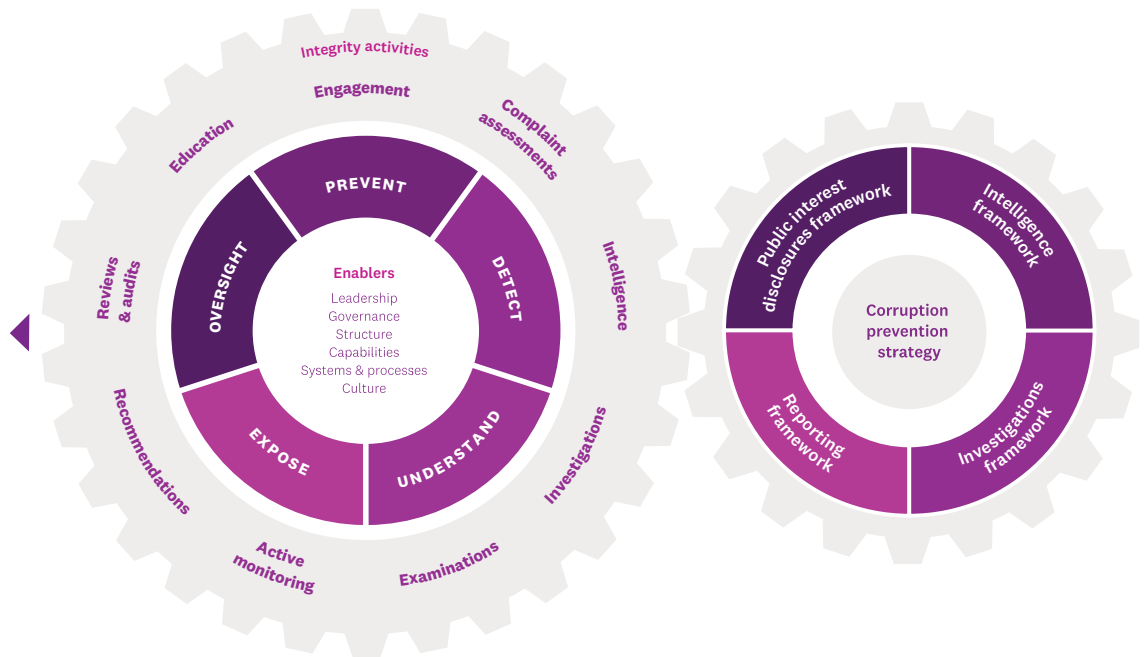 Integrity activities
Engagement
Complaint
assessments
Intelligence
Investigations
Examinations
Active
monitoring
Recommendations
Reviews
& audits
Education
PREVENT
DETECT
UNDERSTAND
EXPOSE
OVERSIGHT
Enablers
Leadership
Governance
Structure
Capabilities
Systems & processes
Culture
Public interest
disclosures framework
Intelligence
framework
Investigations
framework
Reporting
framework
Corruption
prevention
strategy